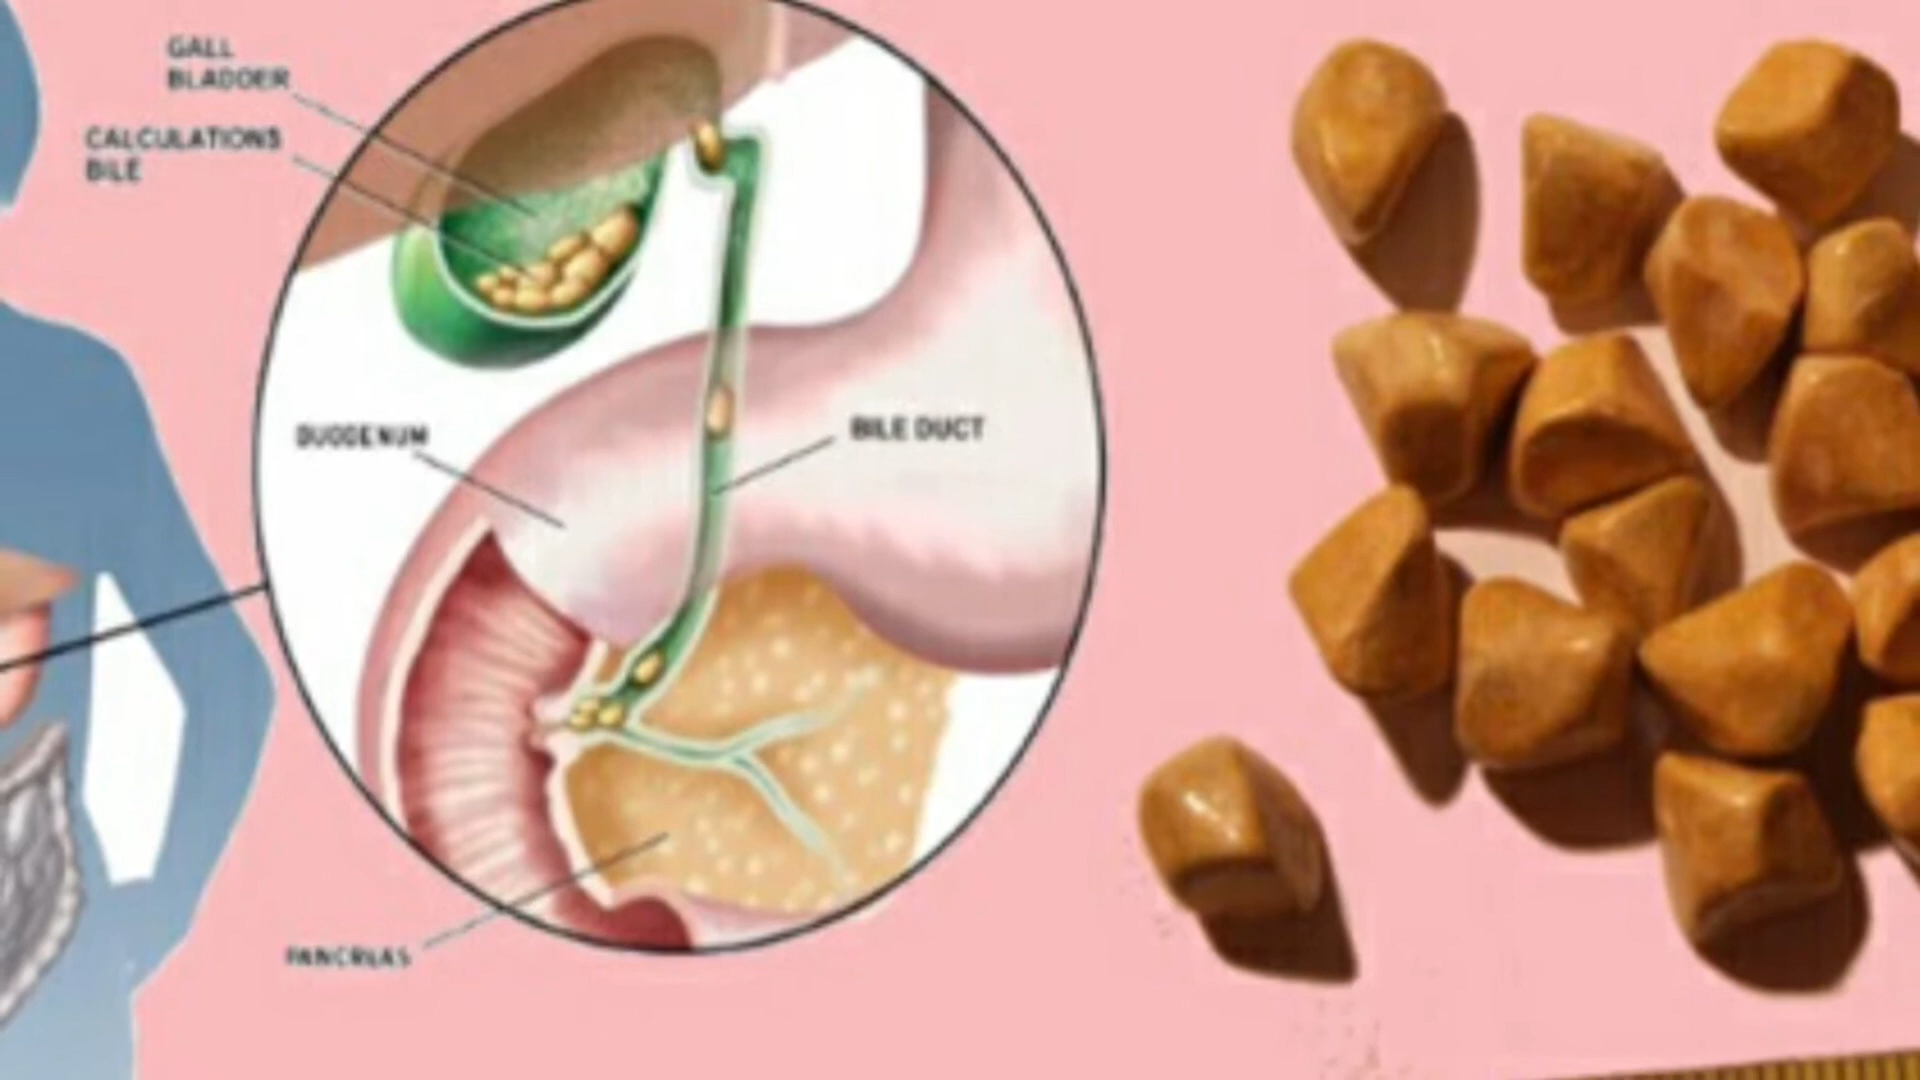 GALL
BLADDER
CALCULATIONS
BILE
DUODENUM
BILE DUCT
PANCREAS